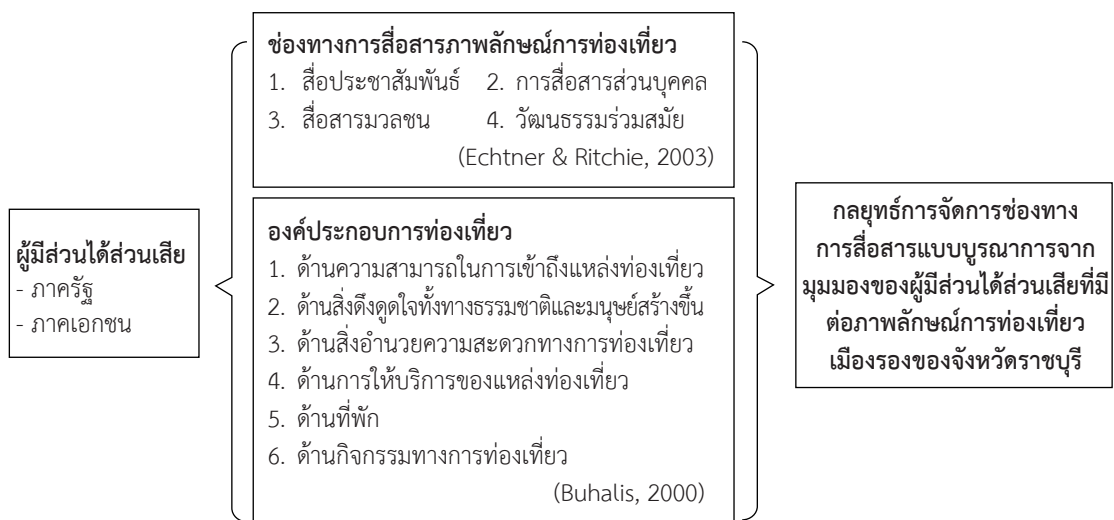 ช่องทางการสื่อสารภาพลักษณ์การท่องเที่ยว
1. สื่อประชาสัมพันธ์ 2. การสื่อสารส่วนบุคคล
3. สื่อสารมวลชน 4. วัฒนธรรมร่วมสมัย
(Echtner & Ritchie, 2003)
ผู้มีส่วนได้ส่วนเสีย
- ภาครัฐ
- ภาคเอกชน
องค์ประกอบการท่องเที่ยว
1. ด้านความสามารถในการเข้าถึงแหล่งท่องเที่ยว
2. ด้านสิ่งดึงดูดใจทั้งทางธรรมชาติและมนุษย์สร้างขึ้น
3. ด้านสิ่งอำนวยความสะดวกทางการท่องเที่ยว
4. ด้านการให้บริการของแหล่งท่องเที่ยว
5. ด้านที่พัก
6. ด้านกิจกรรมทางการท่องเที่ยว
(Buhalis, 2000)
กลยุทธ์การจัดการช่องทาง
การสื่อสารแบบบูรณาการจาก
มุมมองของผู้มีส่วนได้ส่วนเสียที่มี
ต่อภาพลักษณ์การท่องเที่ยว
เมืองรองของจังหวัดราชบุรี